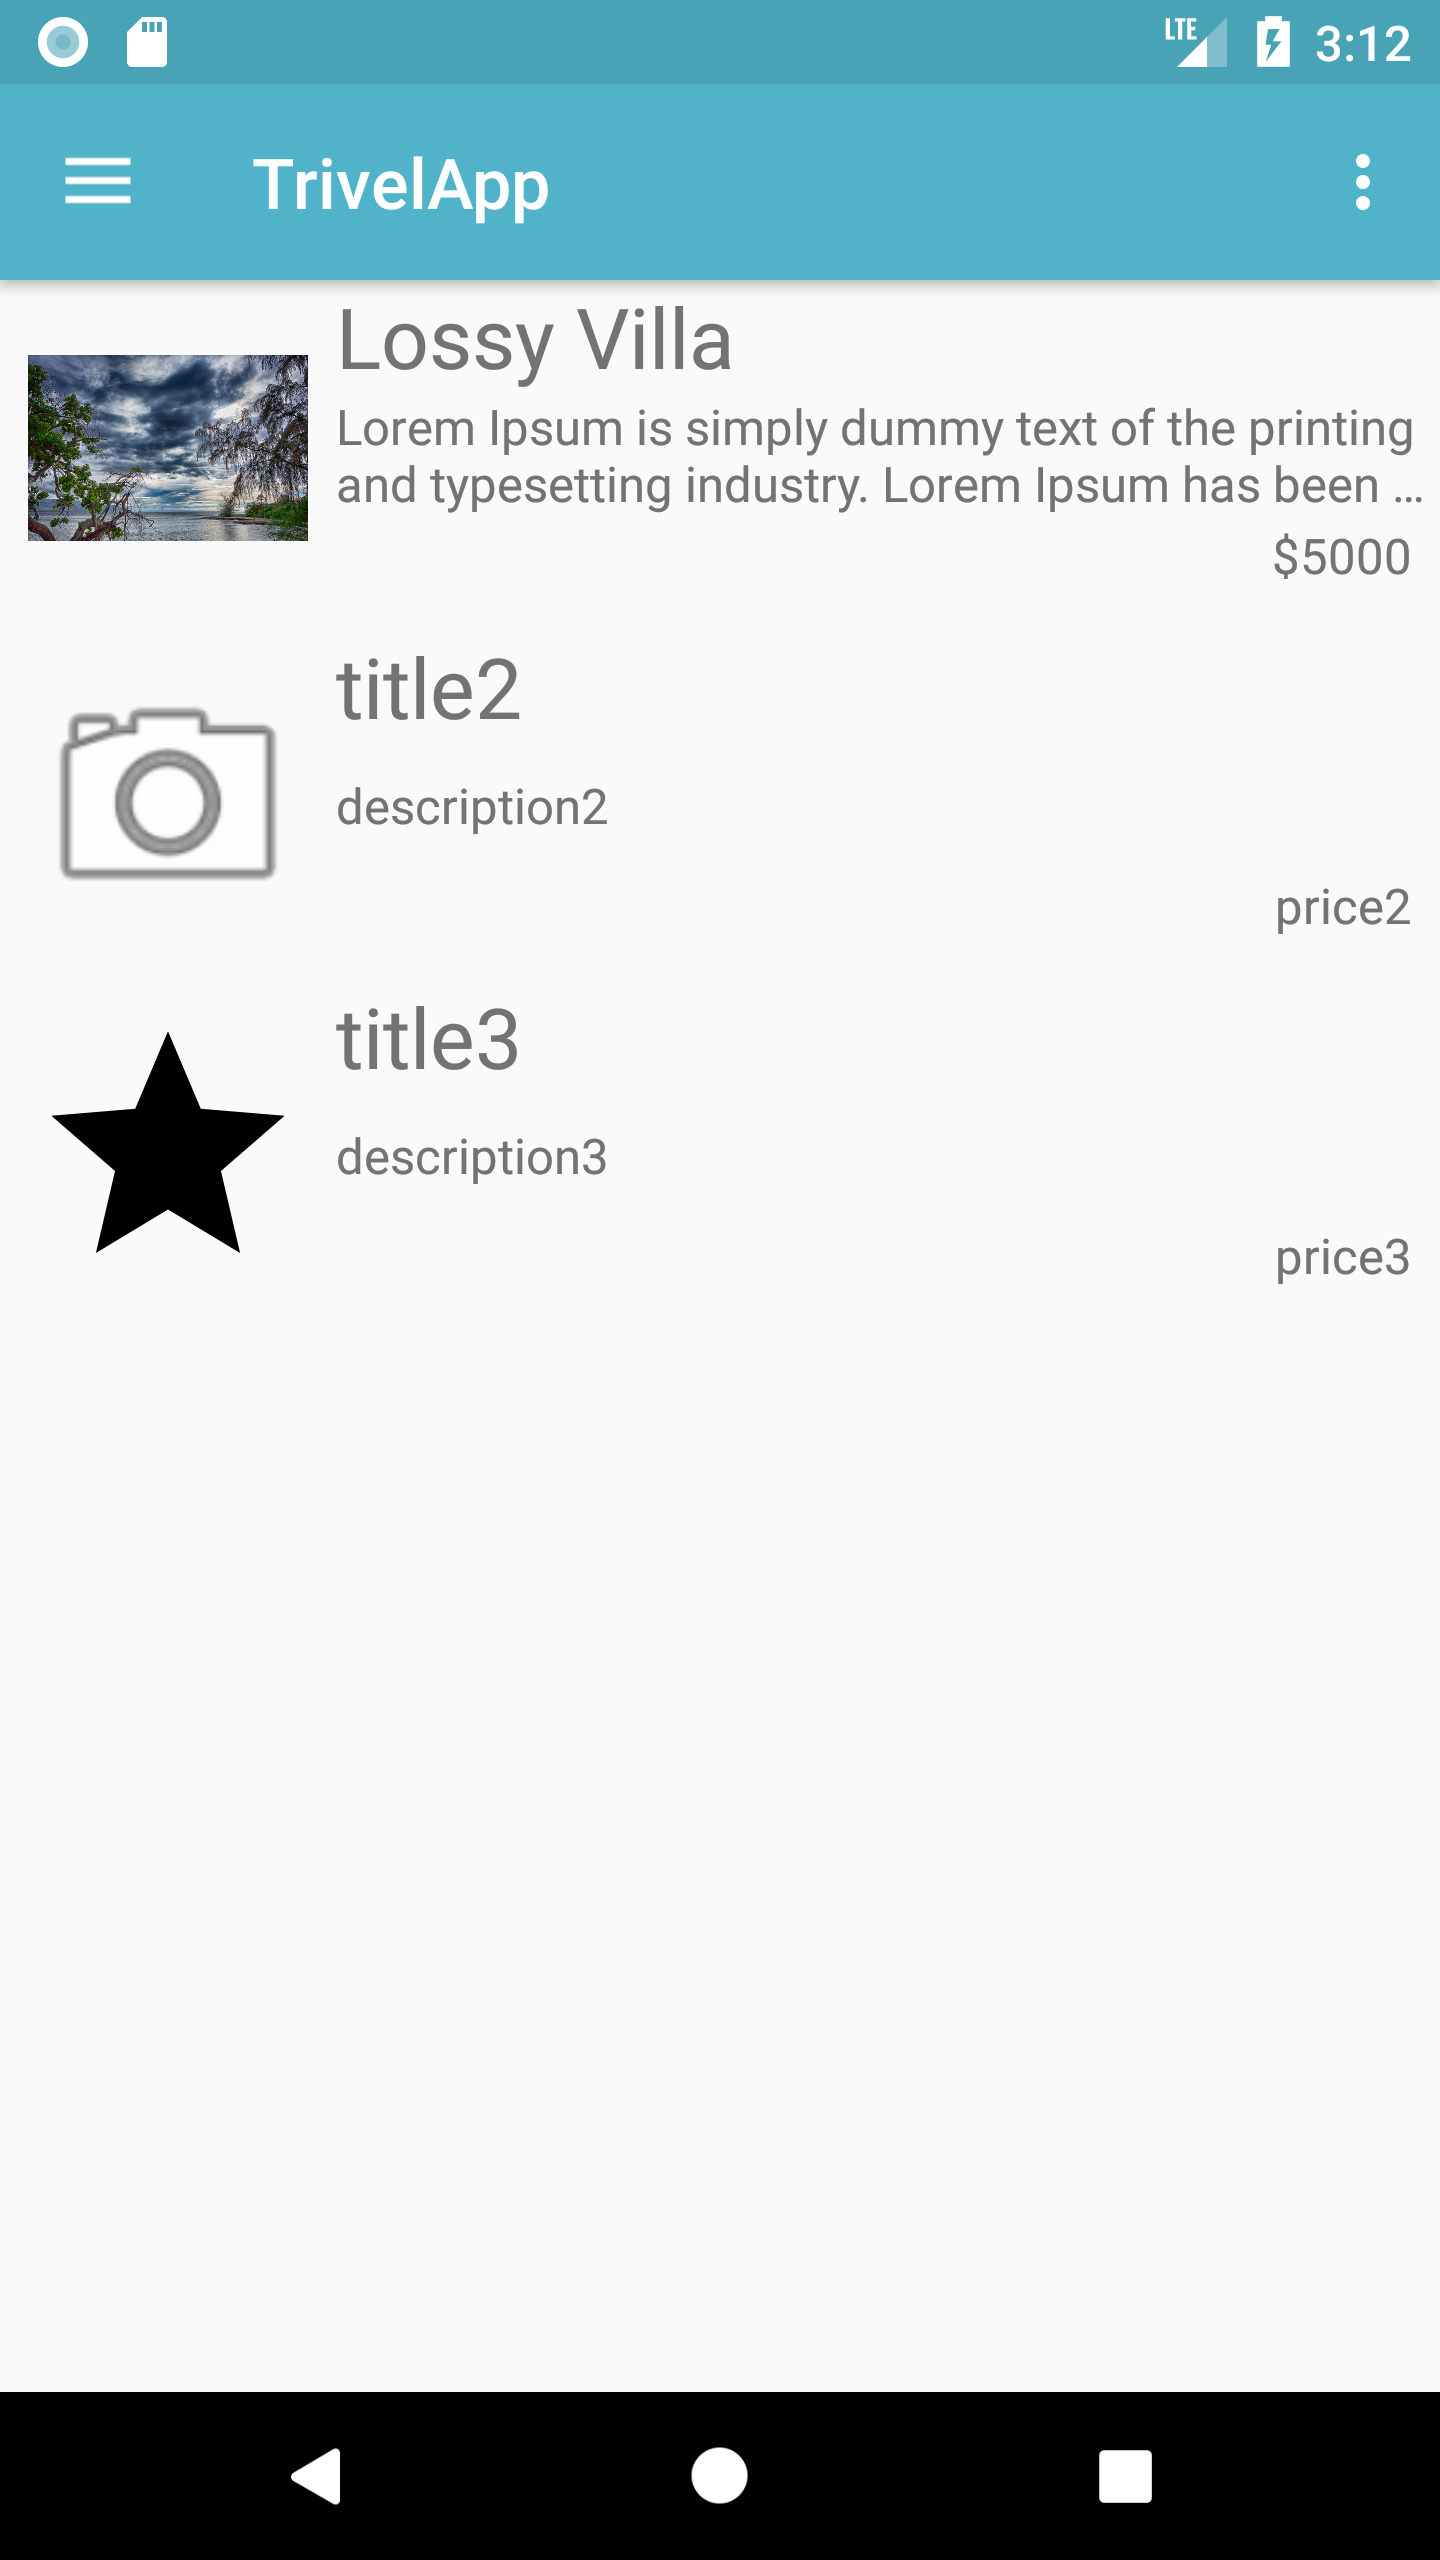 LTE 3:12
TrivelApp
Lossy Villa
Lorem Ipsum is simply dummy text of the printing
and typesetting industry. Lorem Ipsum has been ...
$5000
title2
description2
price2
title3
description3
price3